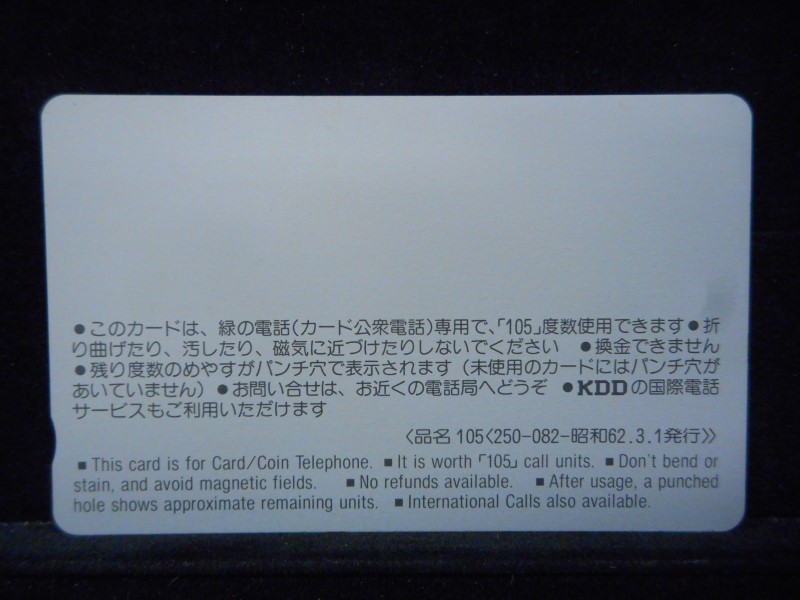 ●このカードは、緑の電話(カード公衆電話)専用で、「105」度数使用できます●折
り曲げたり、汚したり、磁気に近づけたりしないでください ●換金できません
●残り度数のめやすがパンチ穴で表示されます(未使用のカードにはパンチ穴が
あいていません)●お問い合せは、お近くの電話局へどうぞ ●KDDの国際電話
サービスもご利用いただけます
〈品名 105〈250-082-昭和62.3.1発行〉〉
■ This card is for Card/Coin Telephone. ■ It is worth「105」call units. ■ Don't bend or
stain, and avoid magnetic fields. ■ No refunds available. ■ After usage, a punched
hole shows approximate remaining units. ■ International Calls also available.